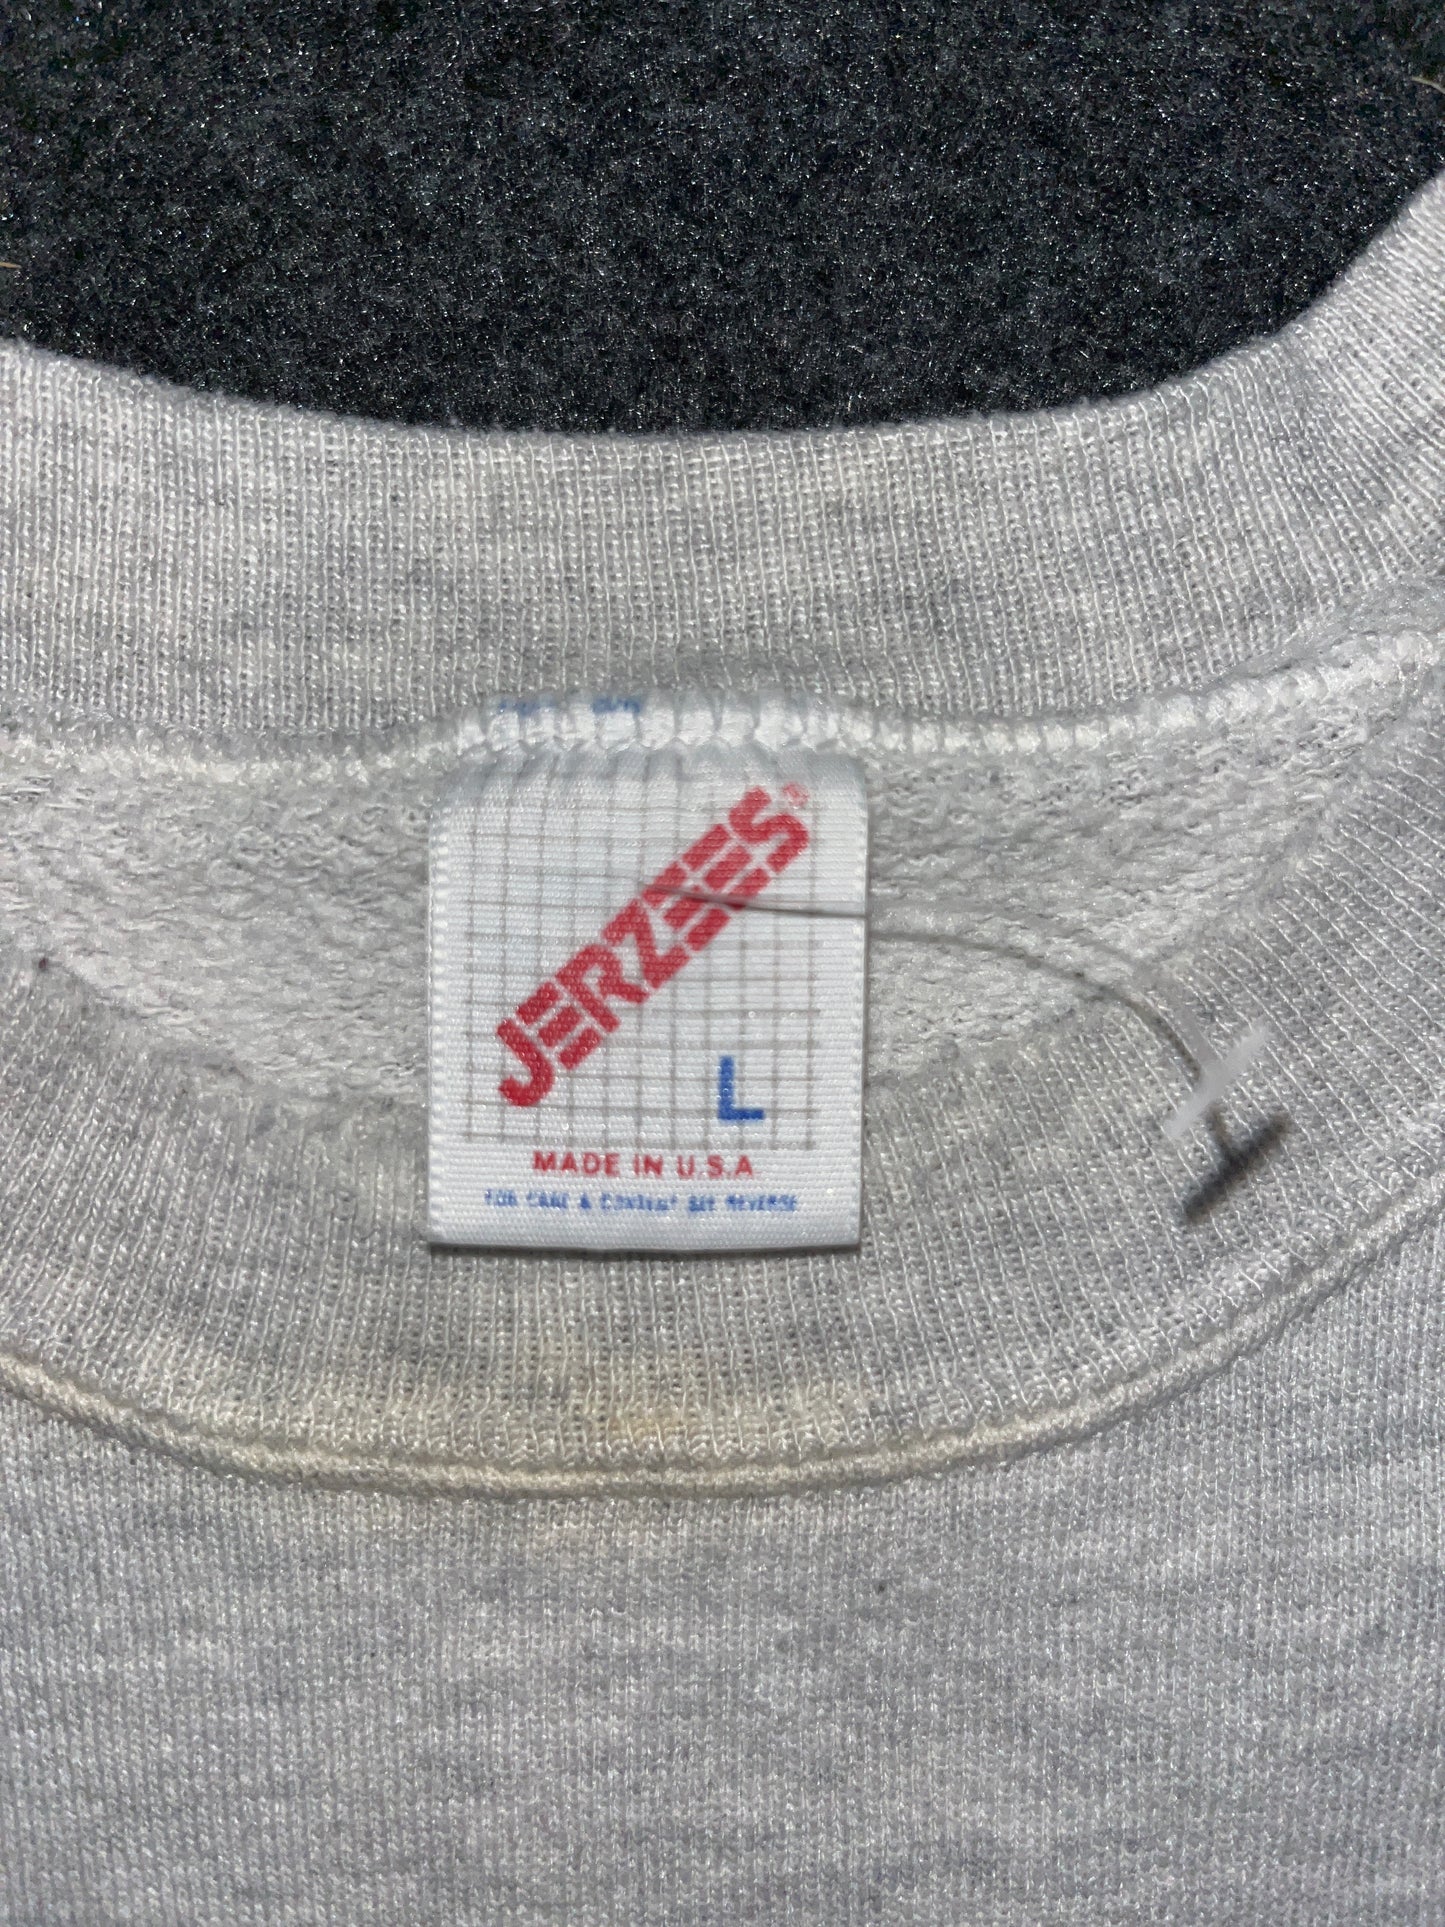 JERZEES®
L
MADE IN U.S.A
FOR CARE & CONTENT SEE REVERSE